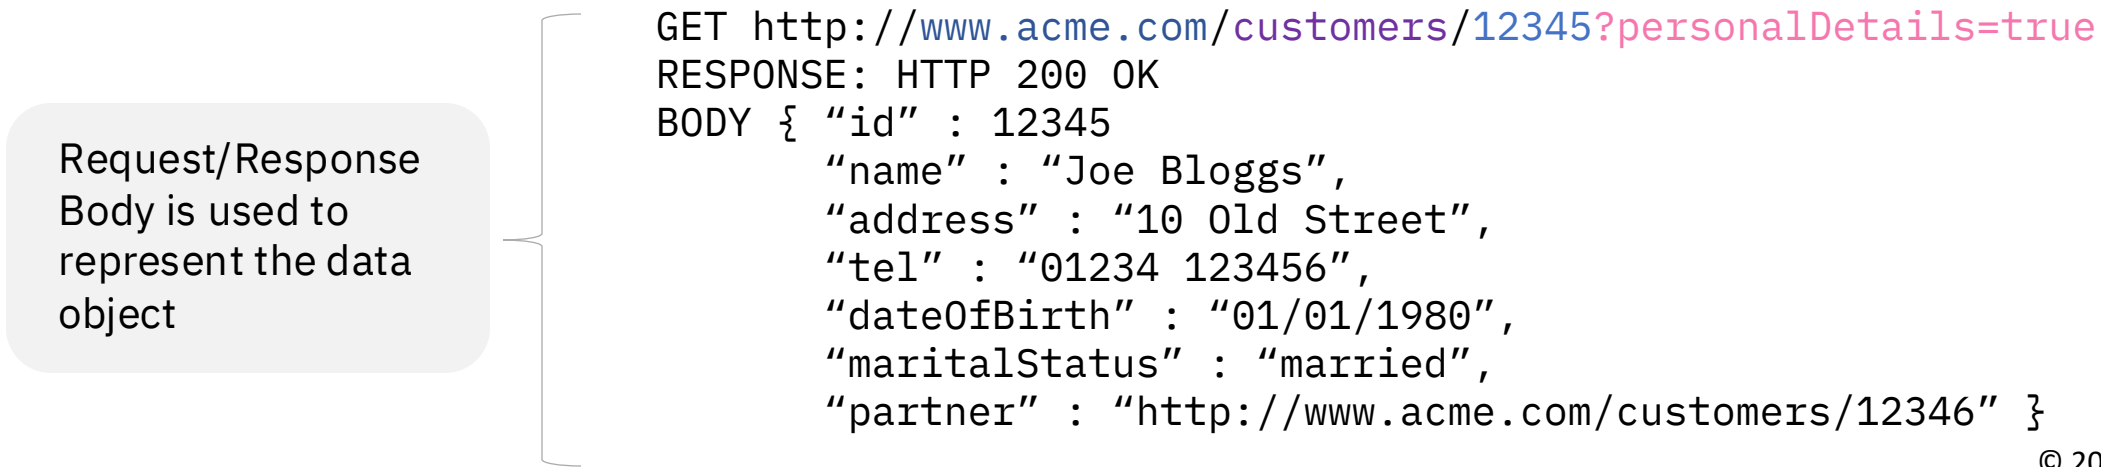 GET http://www.acme.com/customers/12345?personalDetails=true
RESPONSE: HTTP 200 OK
BODY { “id” : 12345
“name” : “Joe Bloggs”,
“address” : “10 Old Street”,
“tel” : “01234 123456”,
“dateOfBirth” : “01/01/1980”,
“maritalStatus” : “married”,
“partner” : “http://www.acme.com/customers/12346” }
Request/Response
Body is used to
represent the data
object
© 20